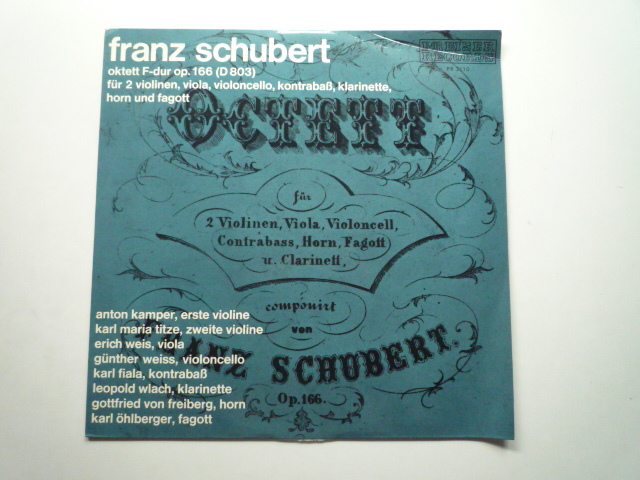 franz schubert
oktett F-dur op. 166 (D 803)
für 2 violinen, viola, violoncello, kontrabaß, klarinette,
horn und fagott
PREISER
RECORDS
OCTETT
für
2 Violinen, Viola, Violoncell,
Contrabass, Horn, Fagott
u. Clarinett,
componirt
von
FRANZ SCHUBERT.
Op. 166.
anton kamper, erste violine
karl maria titze, zweite violine
erich weis, viola
günther weiss, violoncello
karl fiala, kontrabaß
leopold wlach, klarinette
gottfried von freiberg, horn
karl öhlberger, fagott